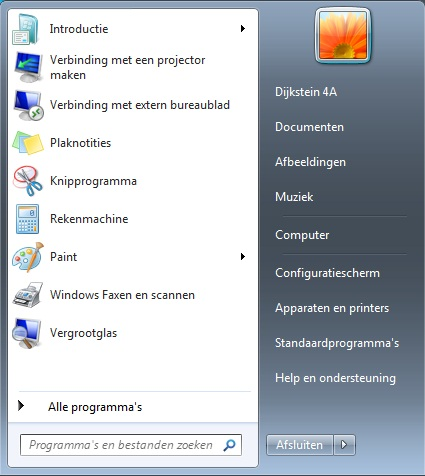 Introductie
Verbinding met een projector
maken
Verbinding met extern bureaublad
Plaknotities
Knipprogramma
Rekenmachine
Paint
Windows Faxen en scannen
Vergrootglas
Alle programma's
Programma's en bestanden zoeken
Dijkstein 4A
Documenten
Afbeeldingen
Muziek
Computer
Configuratiescherm
Apparaten en printers
Standaardprogramma's
Help en ondersteuning
Afsluiten